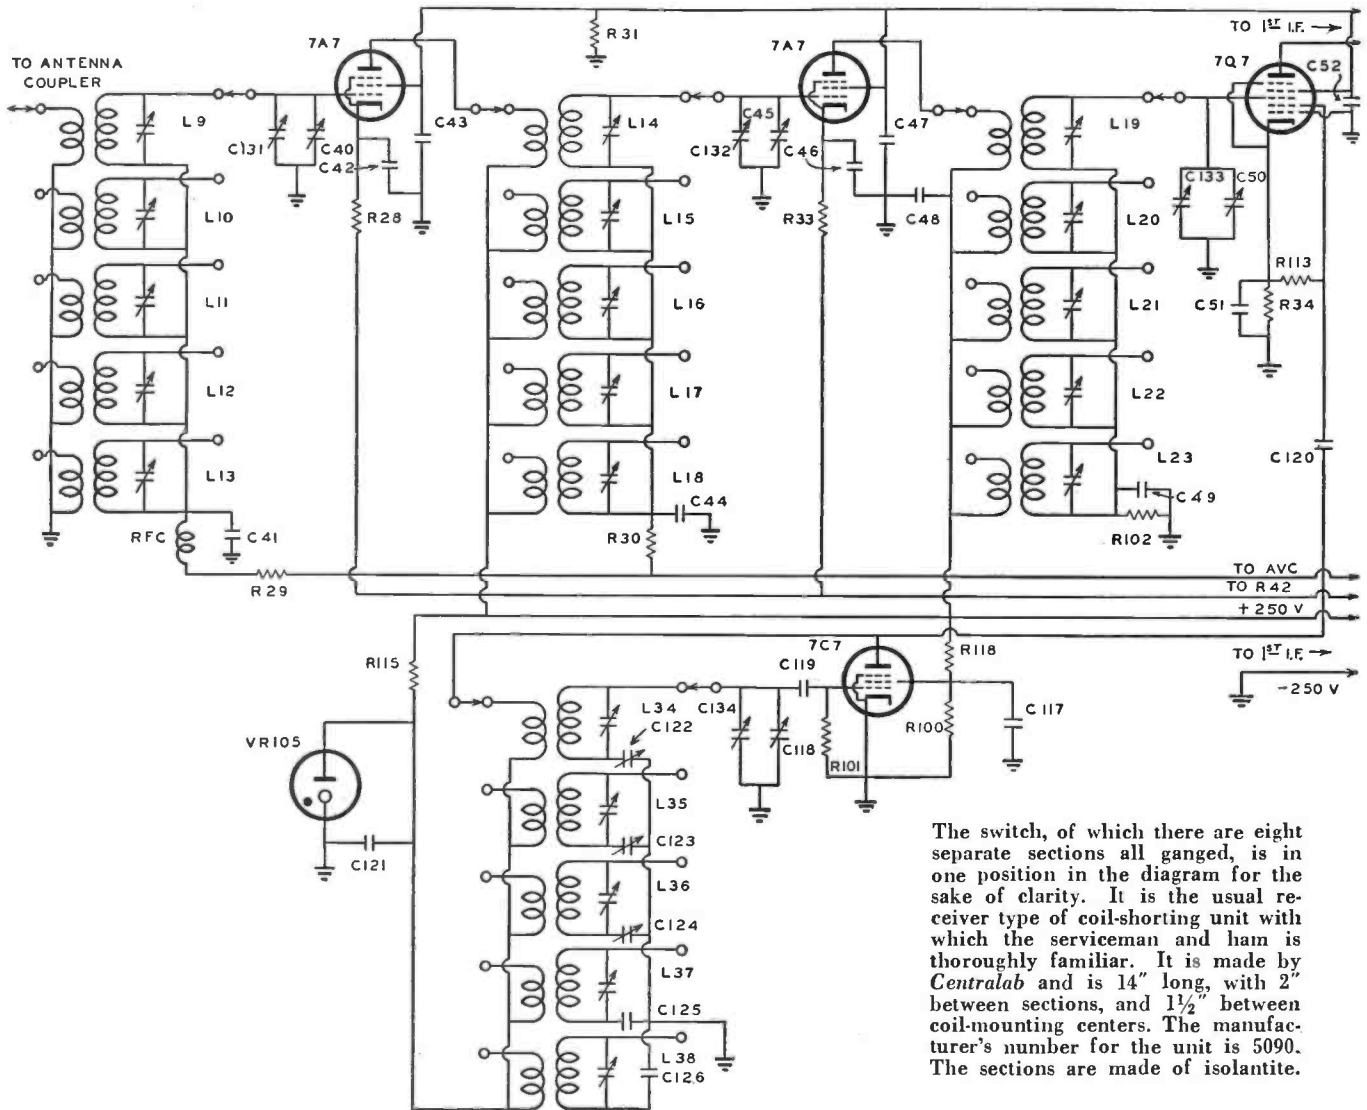 TO ANTENNA
COUPLER
L9
L10
L11
L12
L13
RFC
C41
R29
C131
C40
7A7
C42
R28
C43
R31
L14
L15
L16
L17
L18
C44
R30
C132
C45
7A7
C46
R33
C47
C48
L19
L20
L21
L22
L23
C49
R102
TO 1ST I.F.
7Q7
C52
C133
C50
R113
C51
R34
C120
TO AVC
TO R42
+250 V
TO 1ST I.F.
-250 V
R115
VR105
C121
L34
C122
L35
C123
L36
C124
L37
C125
L38
C126
C134
C118
C119
7C7
R101
R118
R100
C117
The switch, of which there are eight
separate sections all ganged, is in
one position in the diagram for the
sake of clarity. It is the usual re-
ceiver type of coil-shorting unit with
which the serviceman and ham is
thoroughly familiar. It is made by
Centralab and is 14" long, with 2"
between sections, and 1½" between
coil-mounting centers. The manufac-
turer's number for the unit is 5090.
The sections are made of isolantite.